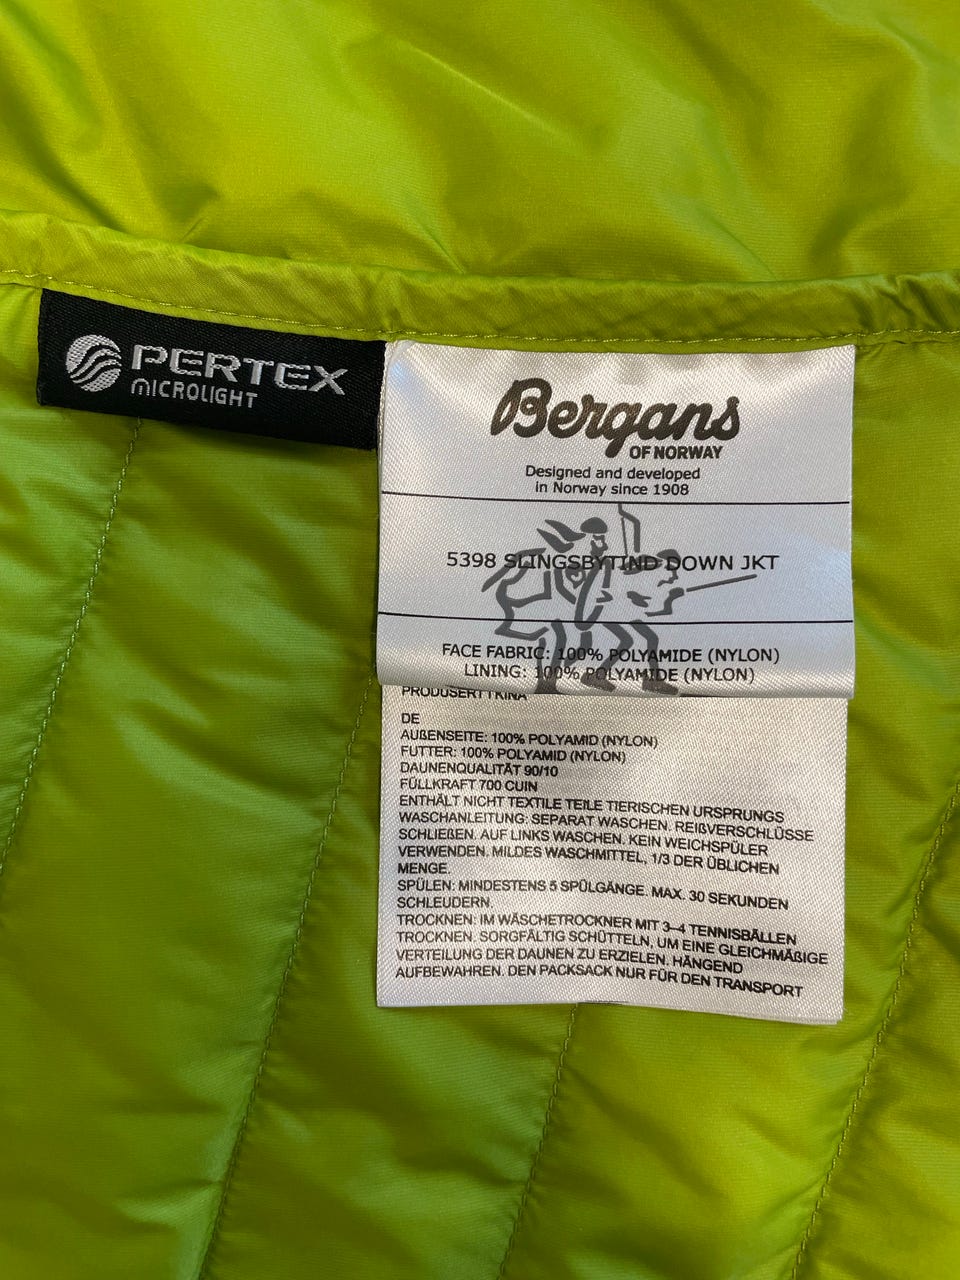 PERTEX
MICROLIGHT
Bergans
OF NORWAY
Designed and developed
in Norway since 1908
5398 SLINGSBYTIND DOWN JKT
FACE FABRIC: 100% POLYAMIDE (NYLON)
LINING: 100% POLYAMIDE (NYLON)
PRODUSERT I KINA
DE
AUßENSEITE: 100% POLYAMID (NYLON)
FUTTER: 100% POLYAMID (NYLON)
DAUNENQUALITÄT 90/10
FÜLLKRAFT 700 CUIN
ENTHÄLT NICHT TEXTILE TEILE TIERISCHEN URSPRUNGS
WASCHANLEITUNG: SEPARAT WASCHEN. REIßVERSCHLÜSSE
SCHLIEßEN. AUF LINKS WASCHEN. KEIN WEICHSPÜLER
VERWENDEN. MILDES WASCHMITTEL, 1/3 DER ÜBLICHEN
MENGE.
SPÜLEN: MINDESTENS 5 SPÜLGÄNGE. MAX. 30 SEKUNDEN
SCHLEUDERN.
TROCKNEN: IM WÄSCHETROCKNER MIT 3–4 TENNISBÄLLEN
TROCKNEN. SORGFÄLTIG SCHÜTTELN, UM EINE GLEICHMÄßIGE
VERTEILUNG DER DAUNEN ZU ERZIELEN. HÄNGEND
AUFBEWAHREN. DEN PACKSACK NUR FÜR DEN TRANSPORT